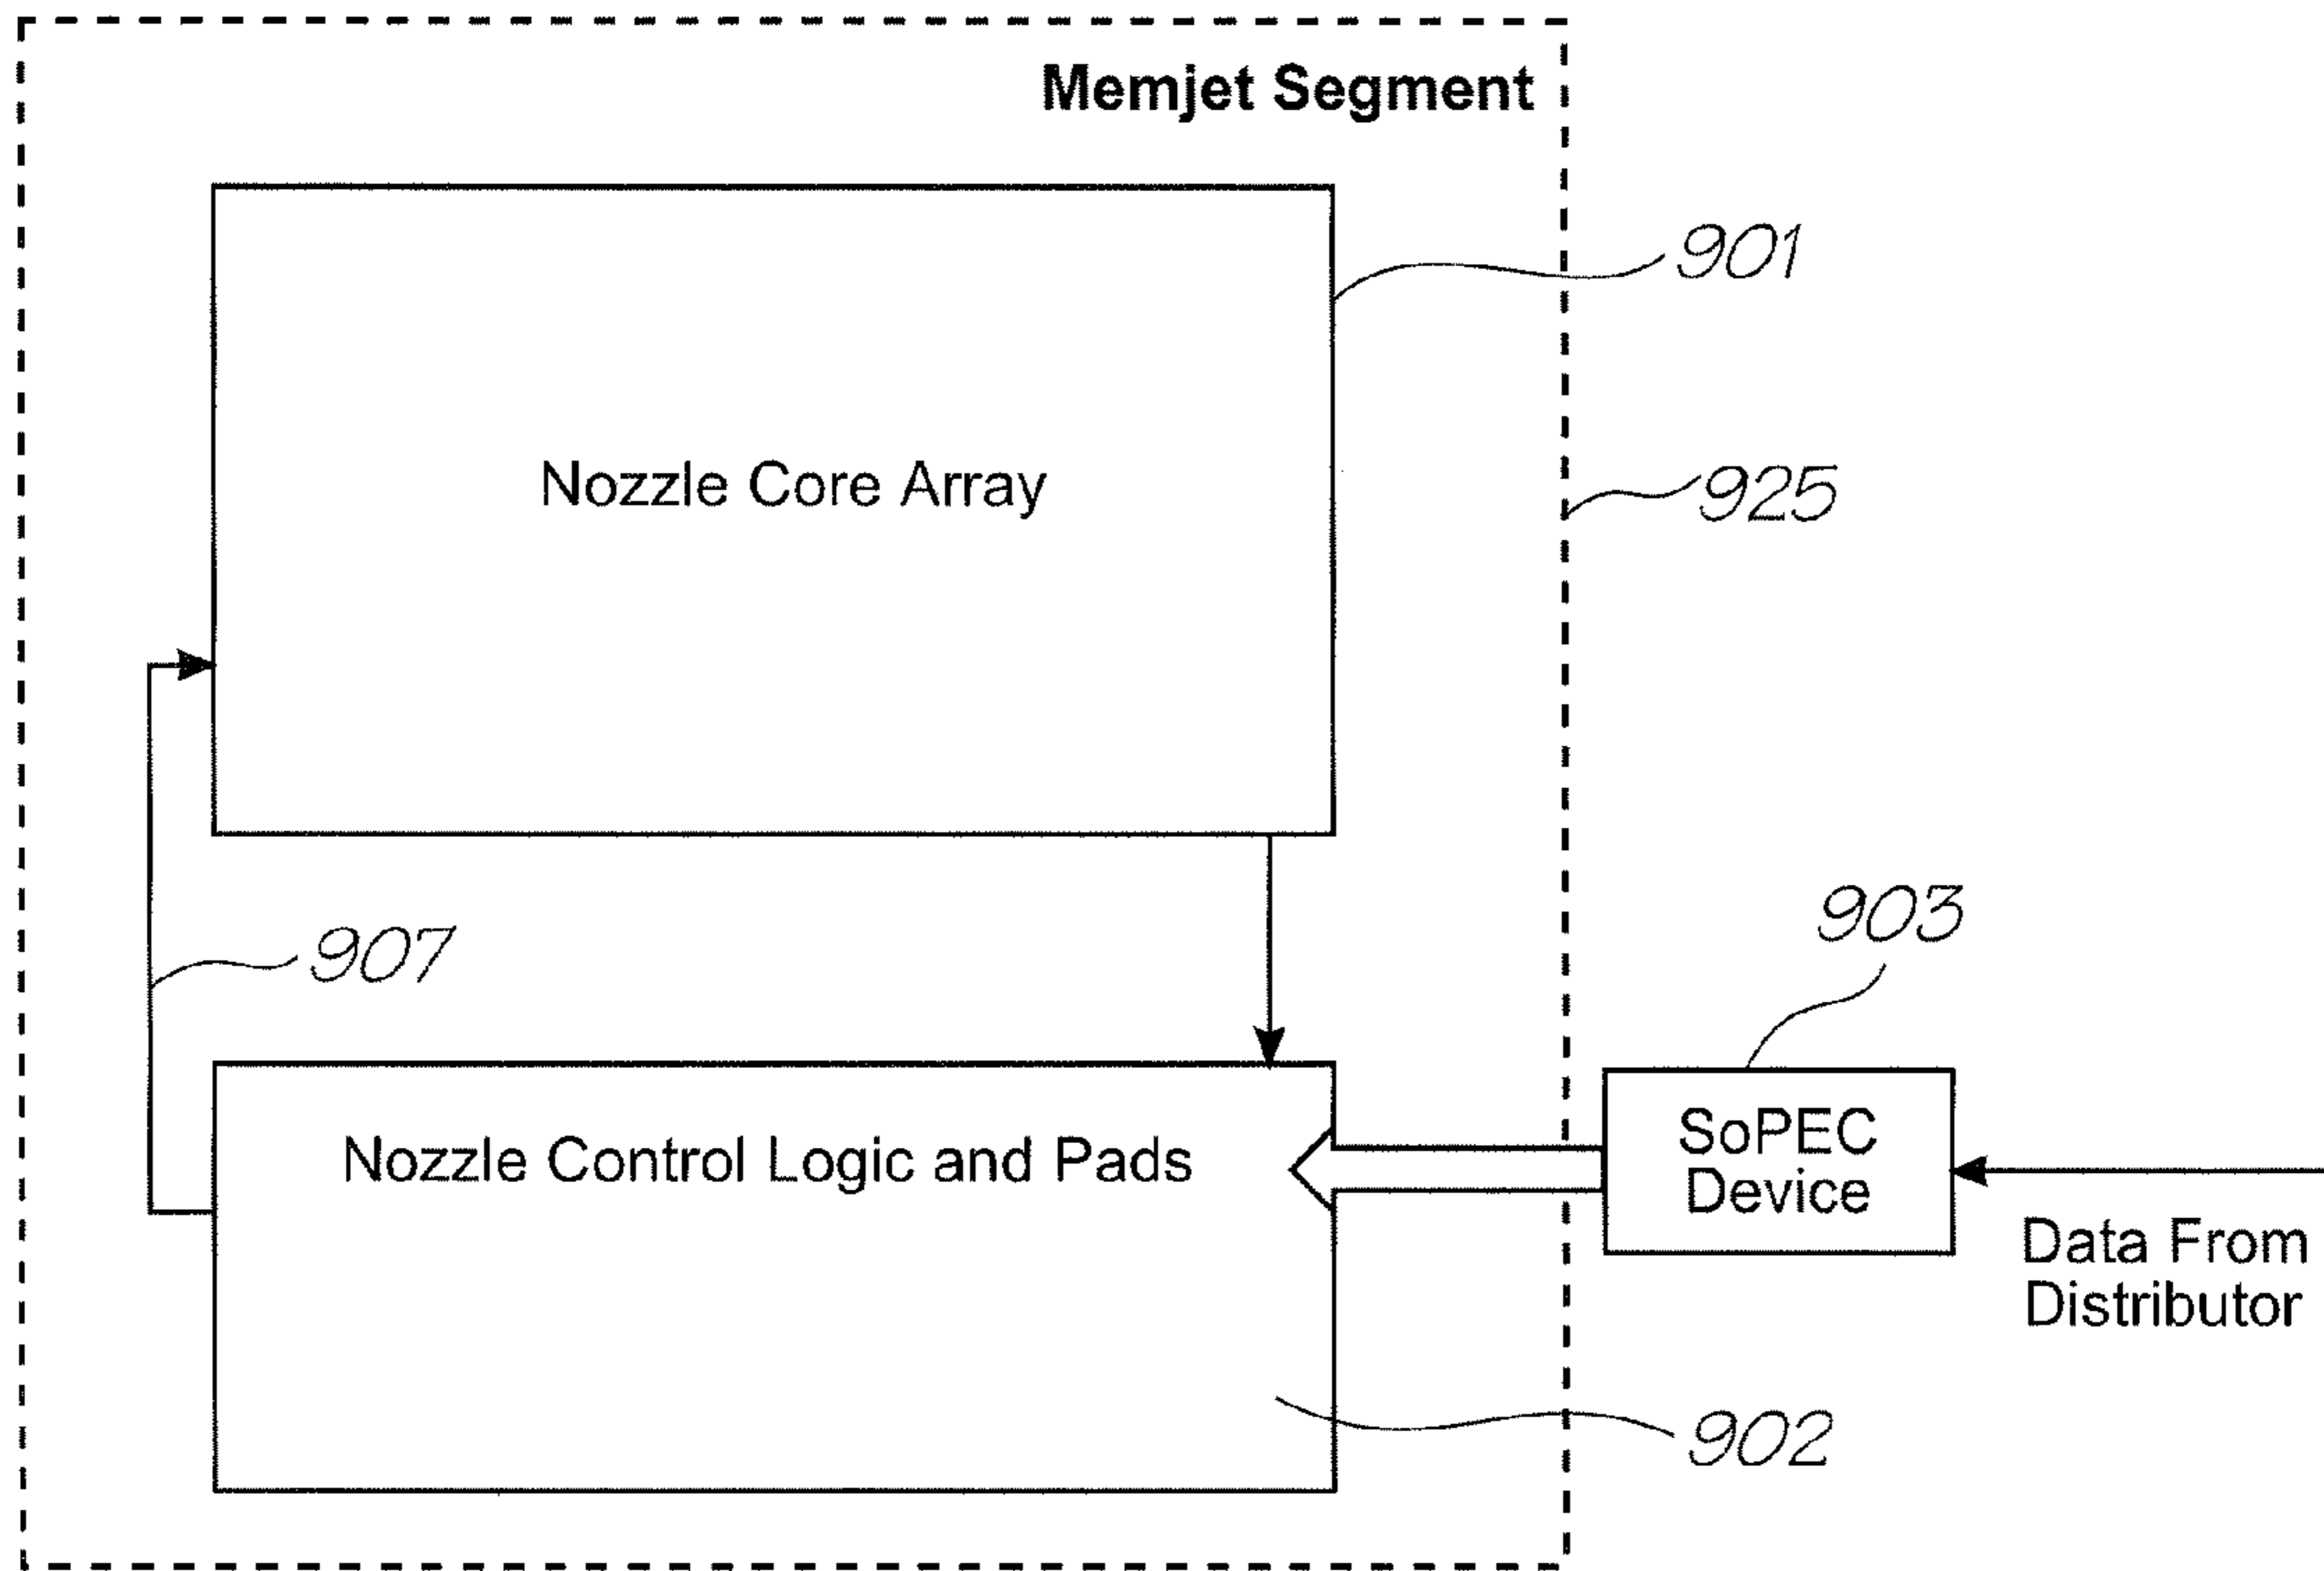 Memjet Segment
901
Nozzle Core Array
925
903
907
SoPEC
Device
Nozzle Control Logic and Pads
Data From
Distributor
902